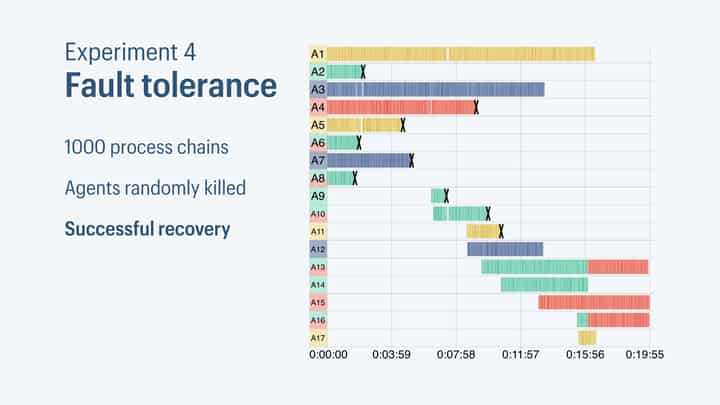 Experiment 4
Fault tolerance
1000 process chains
Agents randomly killed
Successful recovery
A1
A2
A3
A4
A5
A6
A7
A8
A9
A10
A11
A12
A13
A14
A15
A16
A17
0:00:00 0:03:59 0:07:58 0:11:57 0:15:56 0:19:55